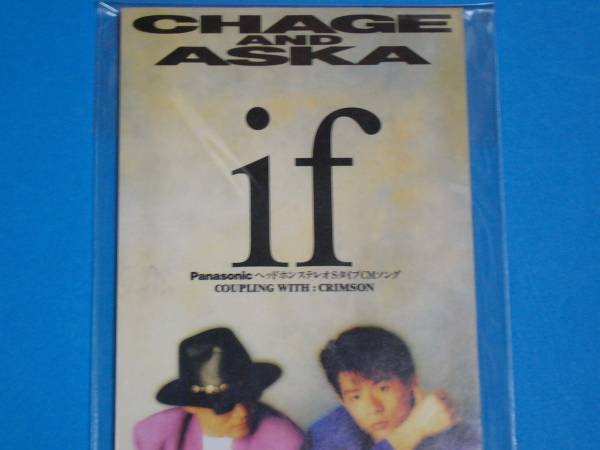 CHAGE
AND
ASKA
if
Panasonic ヘッドホンステレオSタイプCMソング
COUPLING WITH : CRIMSON